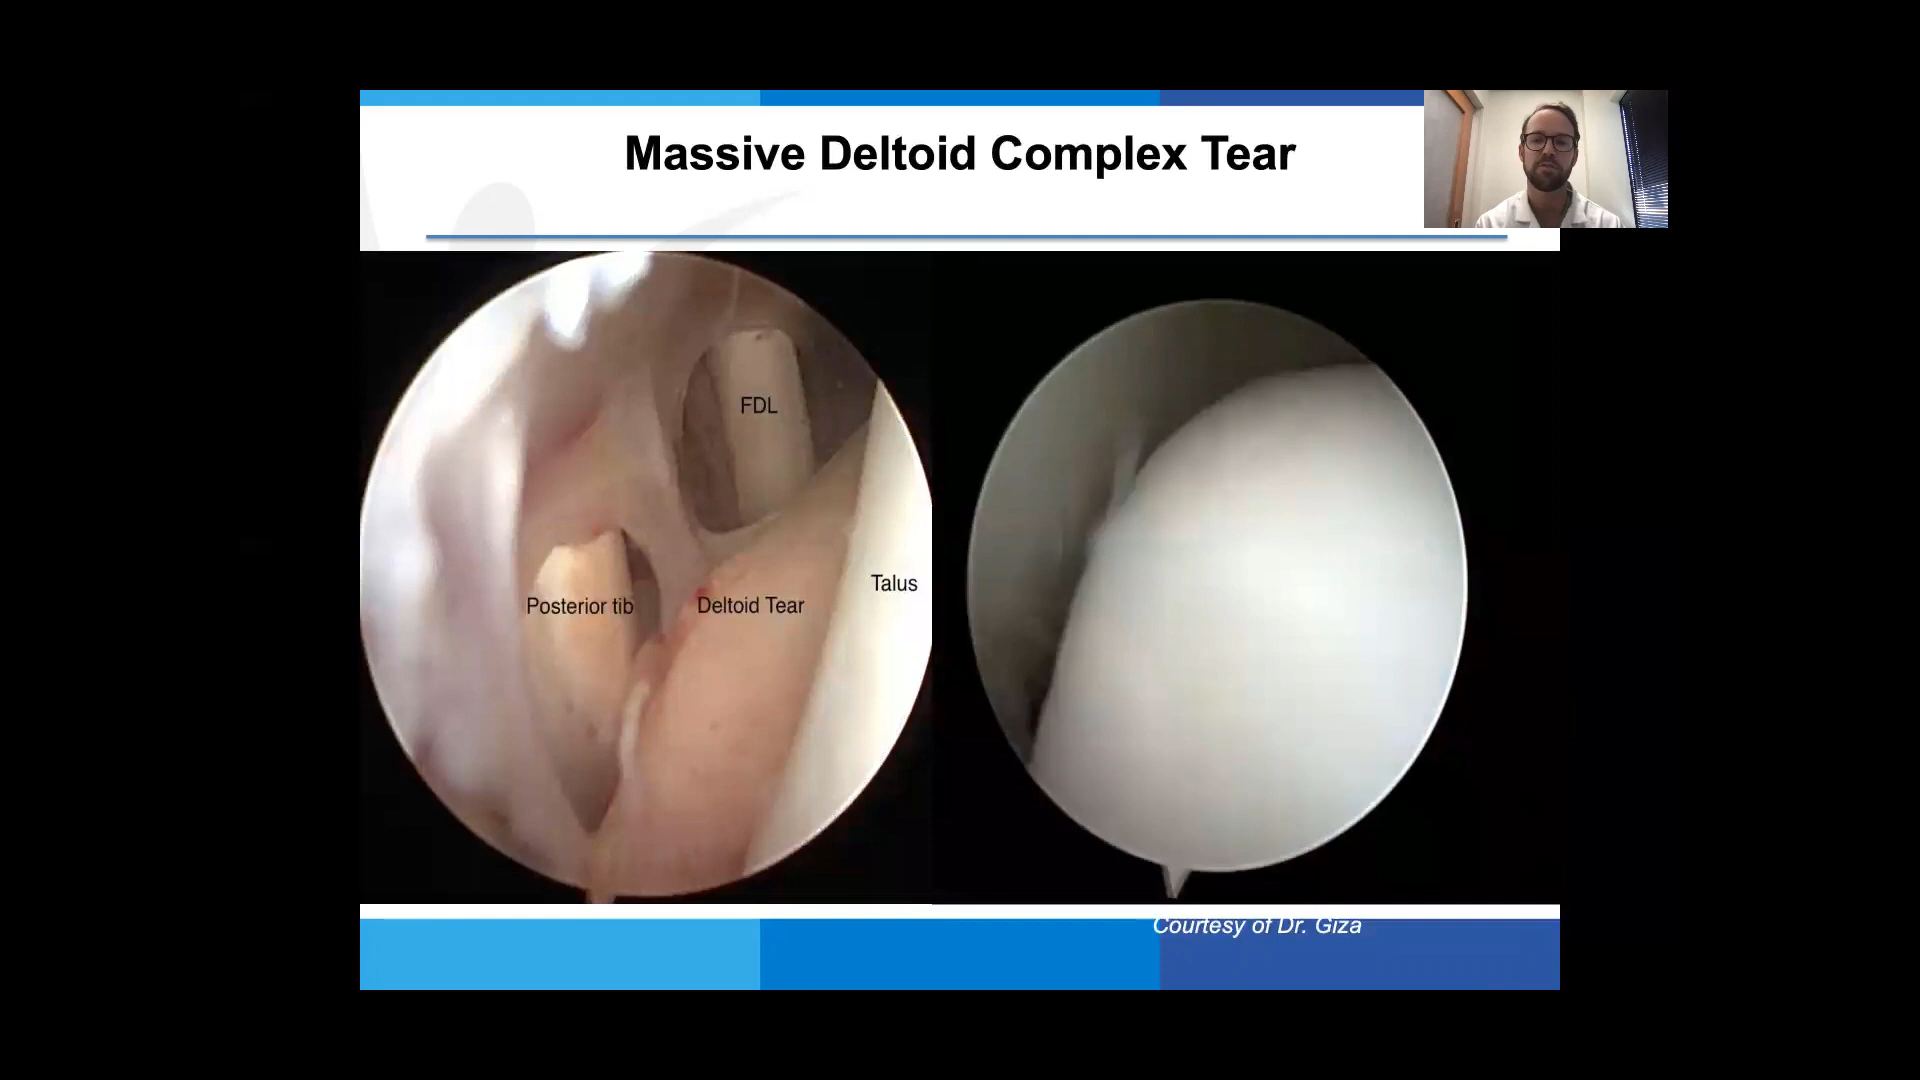 Massive Deltoid Complex Tear
FDL
Talus
Posterior tib
Deltoid Tear
Courtesy of Dr. Giza